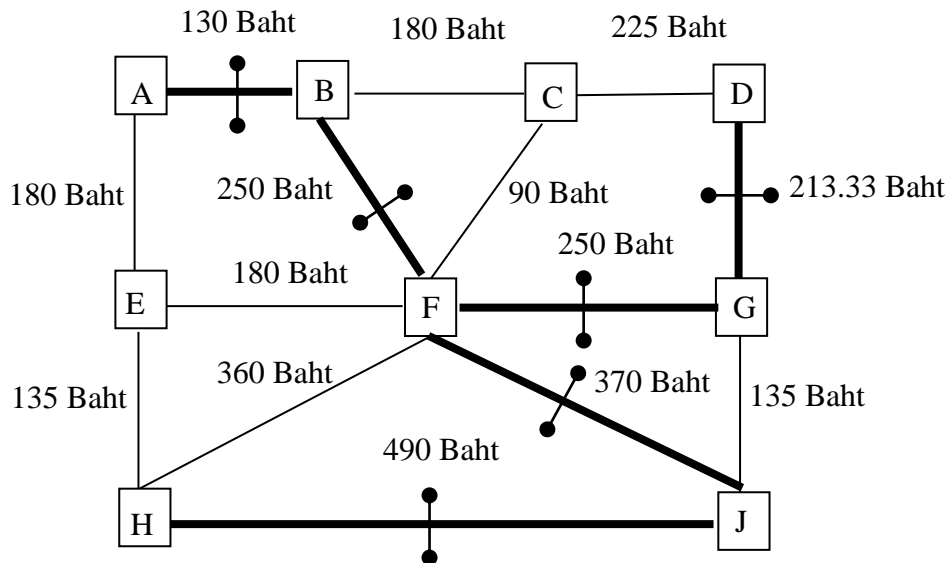 130 Baht
180 Baht
225 Baht
A
B
C
D
180 Baht
250 Baht
90 Baht
213.33 Baht
180 Baht
250 Baht
E
F
G
135 Baht
360 Baht
370 Baht
135 Baht
490 Baht
H
J